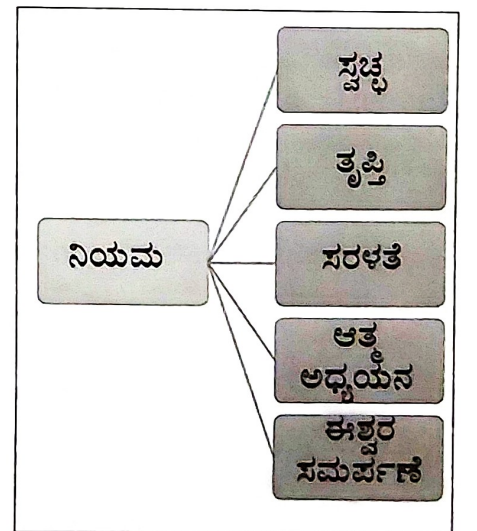 ನಿಯಮ
ಸ್ವಚ್ಛ
ತೃಪ್ತಿ
ಸರಳತೆ
ಆತ್ಮ
ಅಧ್ಯಯನ
ಈಶ್ವರ
ಸಮರ್ಪಣೆ